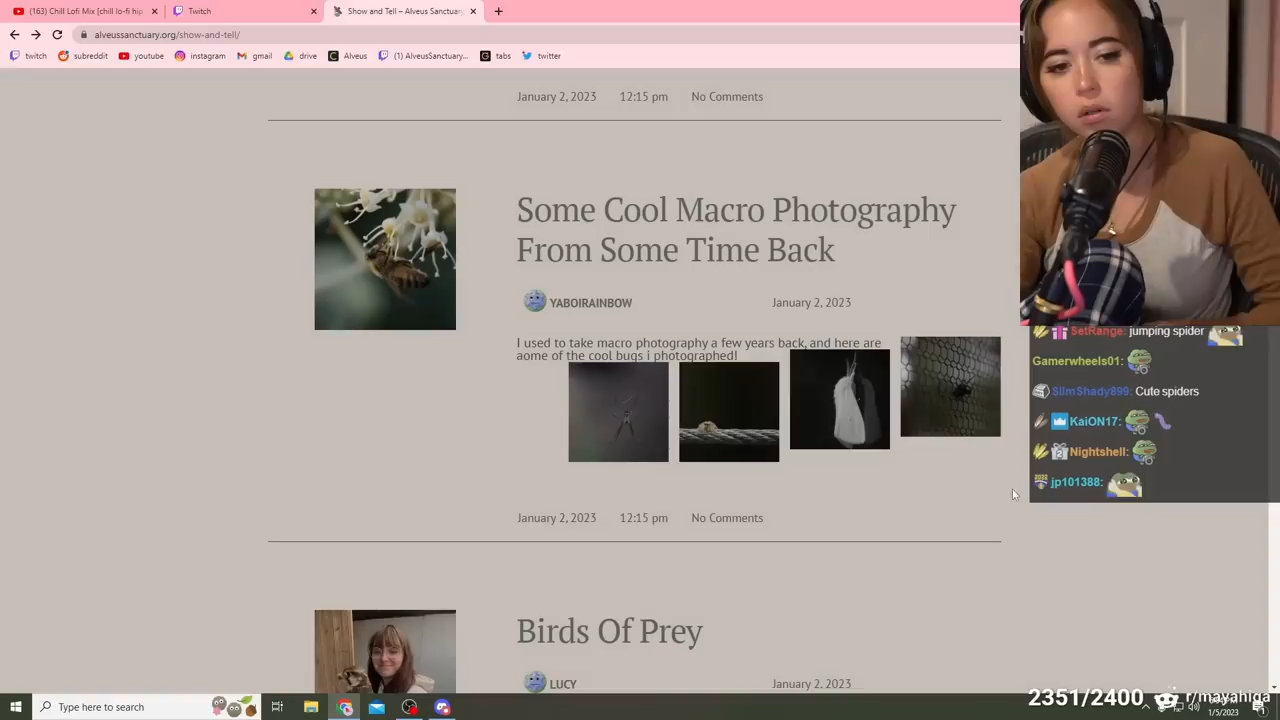 (163) Chill Lofi Mix [chill lo-fi hip
Twitch
Show and Tell – Alveus Sanctuary
alveussanctuary.org/show-and-tell/
twitch
subreddit
youtube
instagram
gmail
drive
Alveus
(1) AlveusSanctuary...
tabs
twitter
January 2, 2023 12:15 pm No Comments
Some Cool Macro Photography
From Some Time Back
YABOIRAINBOW January 2, 2023
I used to take macro photography a few years back, and here are
aome of the cool bugs i photographed!
January 2, 2023 12:15 pm No Comments
Birds Of Prey
LUCY January 2, 2023
SetRange: jumping spider
Gamerwheels01:
SlimShady899: Cute spiders
KaiON17:
Nightshell:
jp101388:
2351/2400 r/mayahiga
Type here to search
1/5/2023